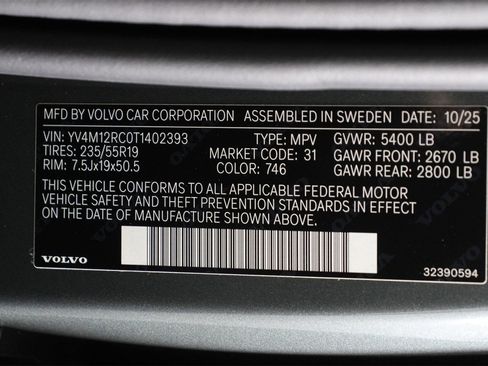 MFD BY VOLVO CAR CORPORATION ASSEMBLED IN SWEDEN DATE: 10/25
VIN: YV4M12RC0T1402393 TYPE: MPV GVWR: 5400 LB
TIRES: 235/55R19 MARKET CODE: 31 GAWR FRONT: 2670 LB
RIM: 7.5Jx19x50.5 COLOR: 746 GAWR REAR: 2800 LB
THIS VEHICLE CONFORMS TO ALL APPLICABLE FEDERAL MOTOR
VEHICLE SAFETY AND THEFT PREVENTION STANDARDS IN EFFECT
ON THE DATE OF MANUFACTURE SHOWN ABOVE.
VOLVO 32390594